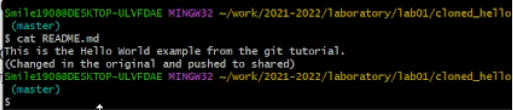 Smile1908@DESKTOP-ULVFDAE MINGW32 ~/work/2021-2022/laboratory/lab01/cloned_hello
(master)
$ cat README.md
This is the Hello World example from the git tutorial.
(Changed in the original and pushed to shared)
Smile1908@DESKTOP-ULVFDAE MINGW32 ~/work/2021-2022/laboratory/lab01/cloned_hello
(master)
$